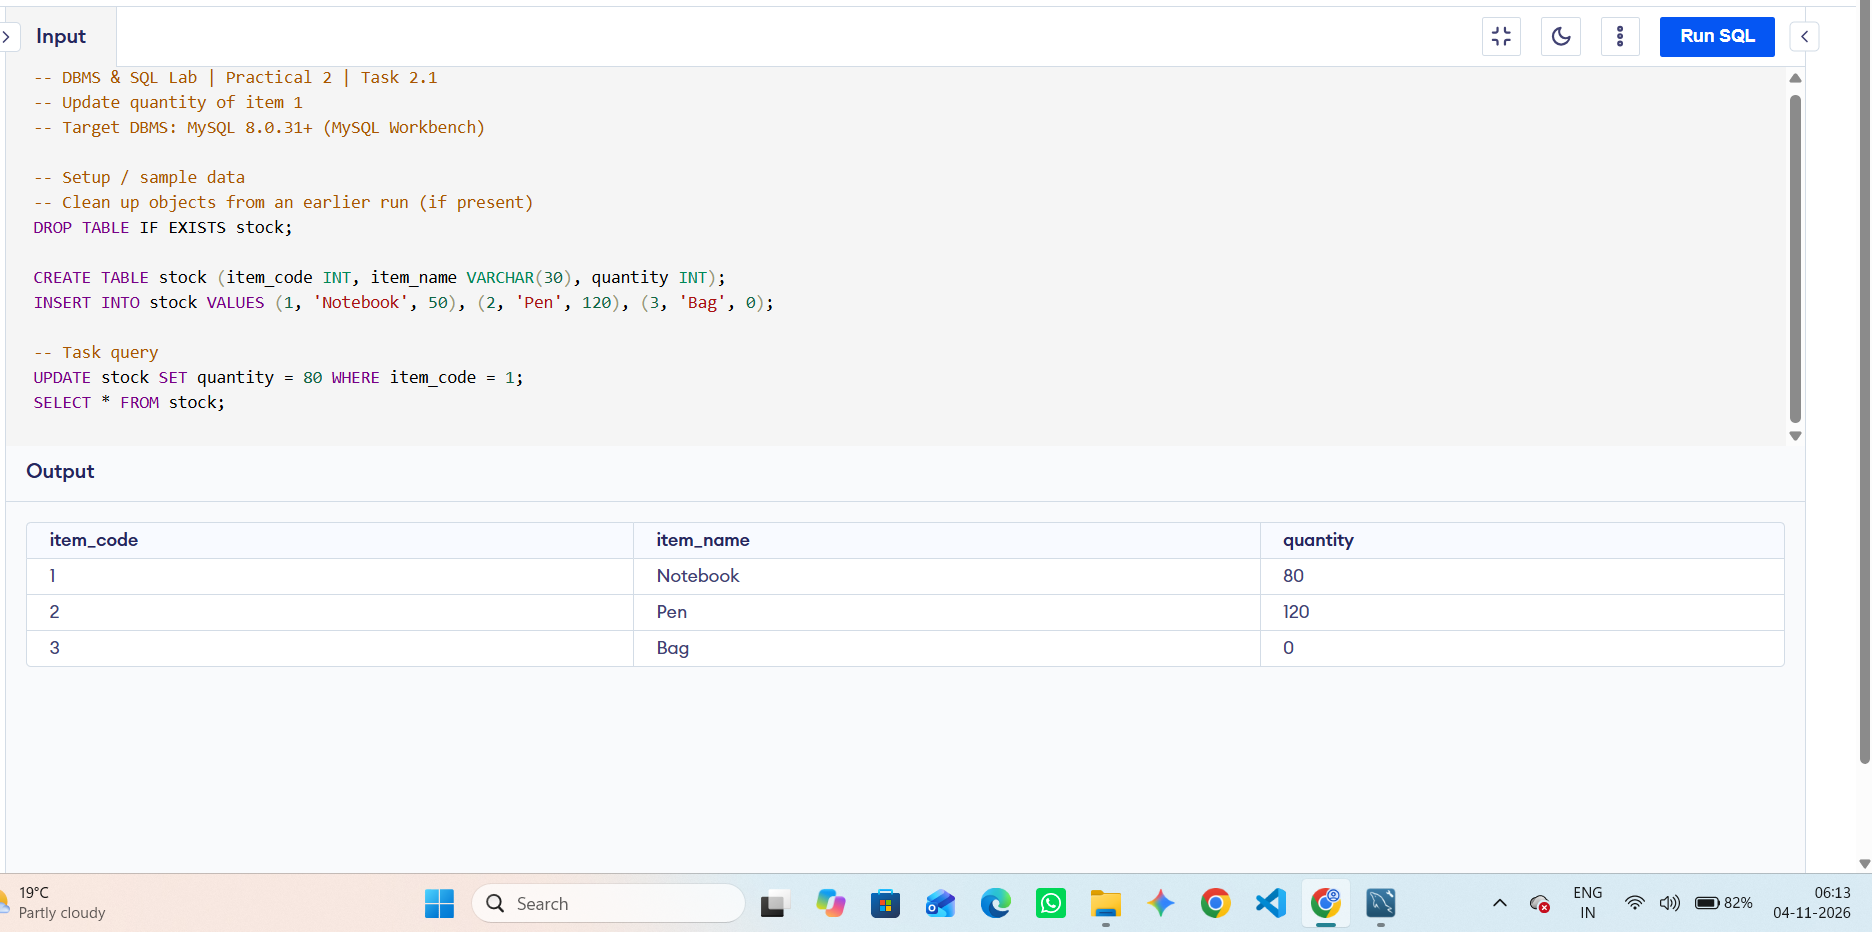 Input
Run SQL
-- DBMS & SQL Lab | Practical 2 | Task 2.1
-- Update quantity of item 1
-- Target DBMS: MySQL 8.0.31+ (MySQL Workbench)
-- Setup / sample data
-- Clean up objects from an earlier run (if present)
DROP TABLE IF EXISTS stock;
CREATE TABLE stock (item_code INT, item_name VARCHAR(30), quantity INT);
INSERT INTO stock VALUES (1, 'Notebook', 50), (2, 'Pen', 120), (3, 'Bag', 0);
-- Task query
UPDATE stock SET quantity = 80 WHERE item_code = 1;
SELECT * FROM stock;
Output
item_code item_name quantity
1 Notebook 80
2 Pen 120
3 Bag 0
19°C
Partly cloudy
Search
ENG
IN
82%
06:13
04-11-2026